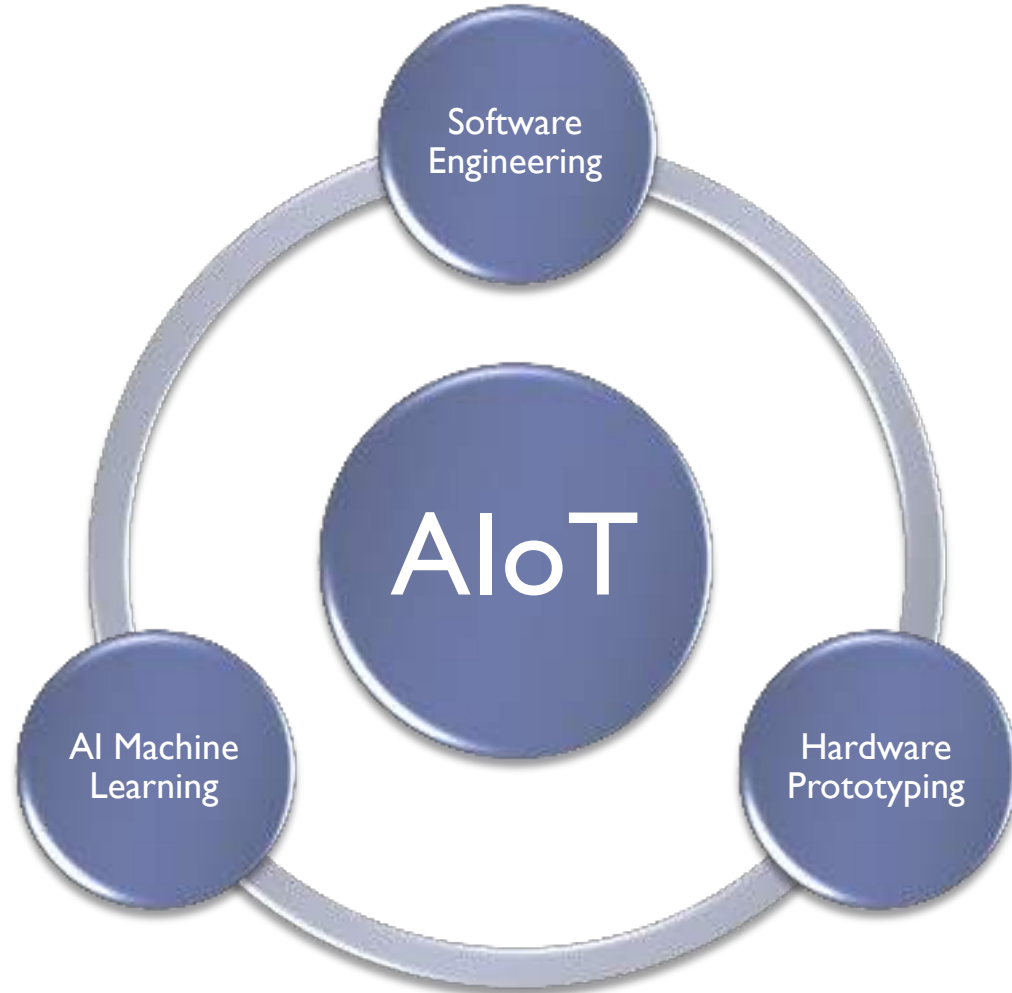 Software
Engineering
AIoT
AI Machine
Learning
Hardware
Prototyping